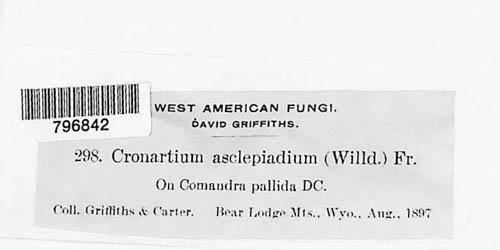 WEST AMERICAN FUNGI.
DAVID GRIFFITHS.
796842
298. Cronartium asclepiadium (Willd.) Fr.
On Comandra pallida DC.
Coll. Griffiths & Carter. Bear Lodge Mts., Wyo., Aug., 1897